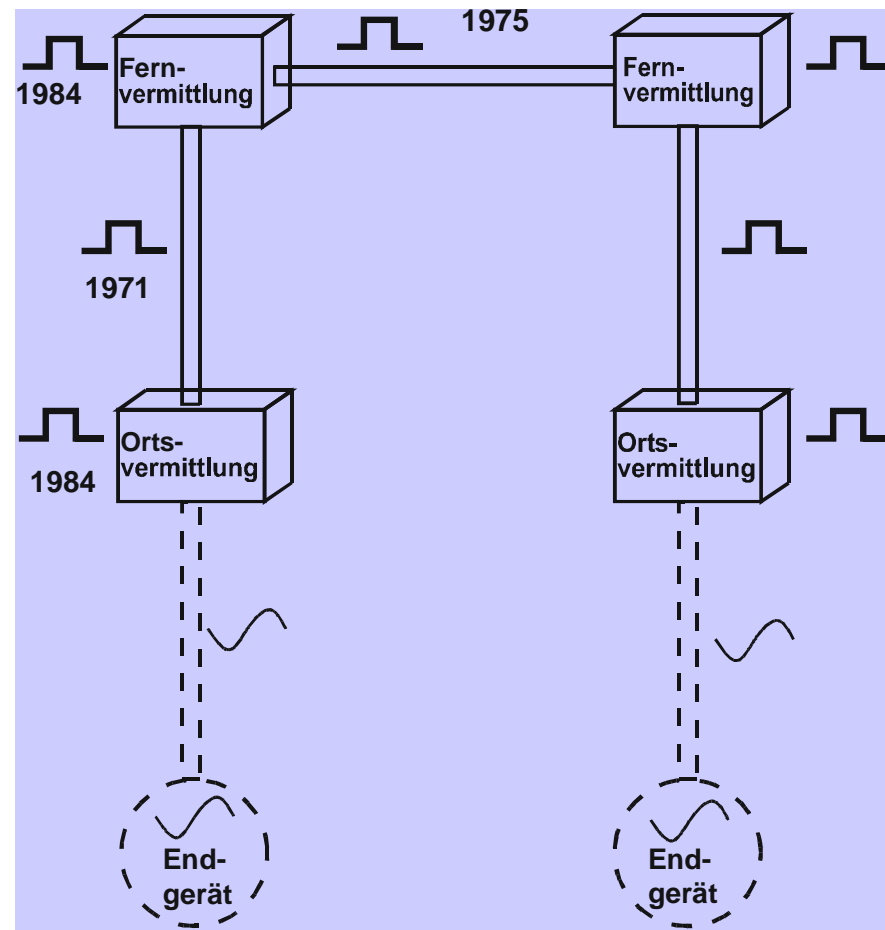 1975
Fern-
vermittlung
1984
Fern-
vermittlung
1971
Orts-
vermittlung
1984
Orts-
vermittlung
End-
gerät
End-
gerät